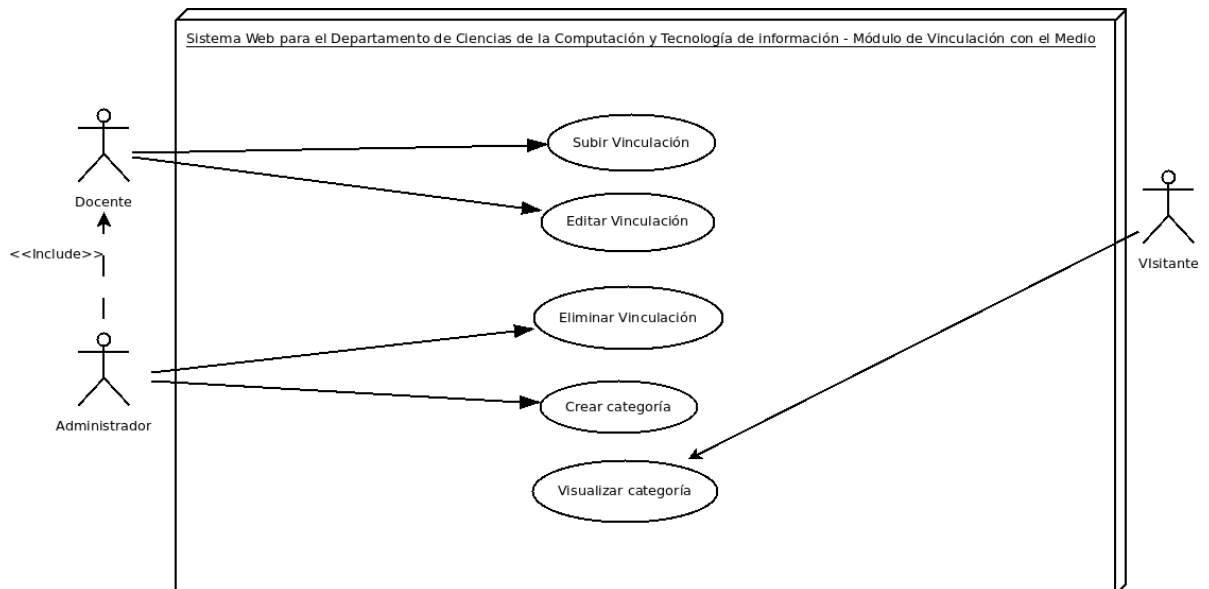 Sistema Web para el Departamento de Ciencias de la Computación y Tecnología de información - Módulo de Vinculación con el Medio
Subir Vinculación
Docente
Editar Vinculación
<<Include>>
VIsitante
Eliminar Vinculación
Crear categoría
Administrador
Visualizar categoría